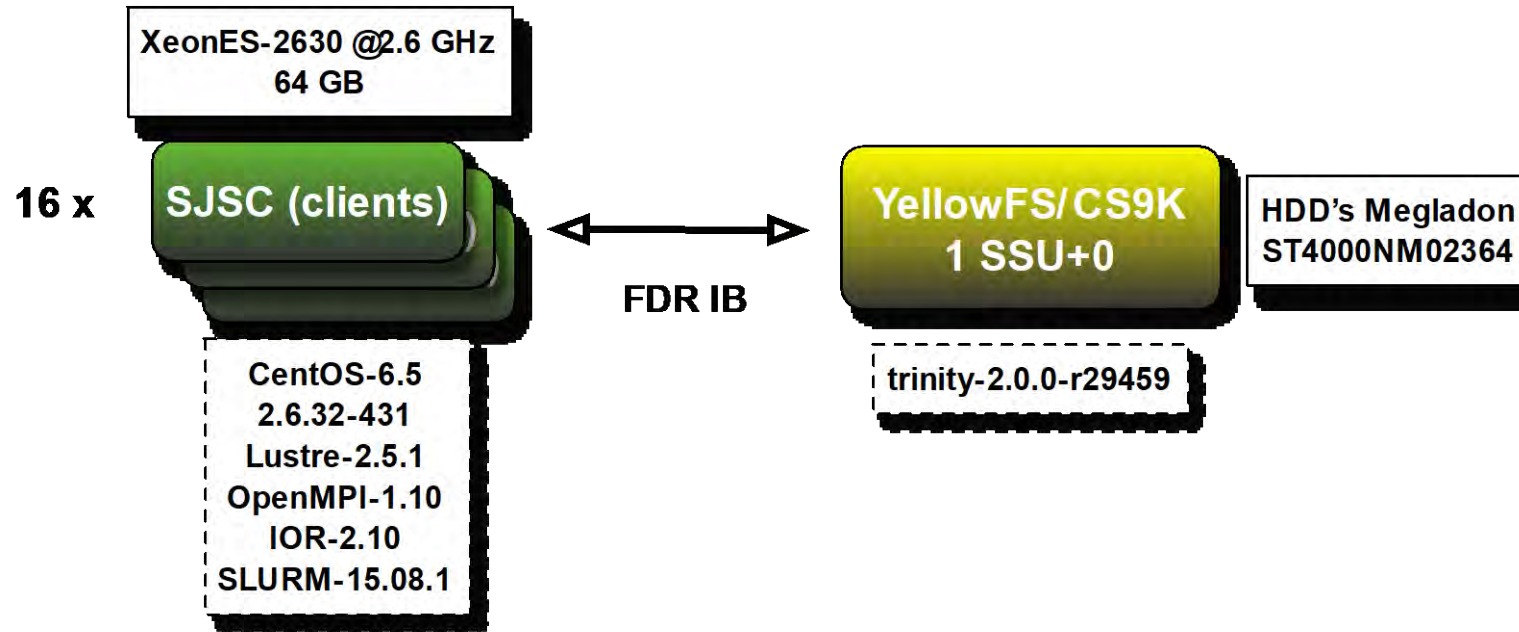 XeonES-2630 @2.6 GHz
64 GB
16 x
SJSC (clients)
FDR IB
YellowFS/CS9K
1 SSU+0
HDD's Megladon
ST4000NM02364
CentOS-6.5
2.6.32-431
Lustre-2.5.1
OpenMPI-1.10
IOR-2.10
SLURM-15.08.1
trinity-2.0.0-r29459